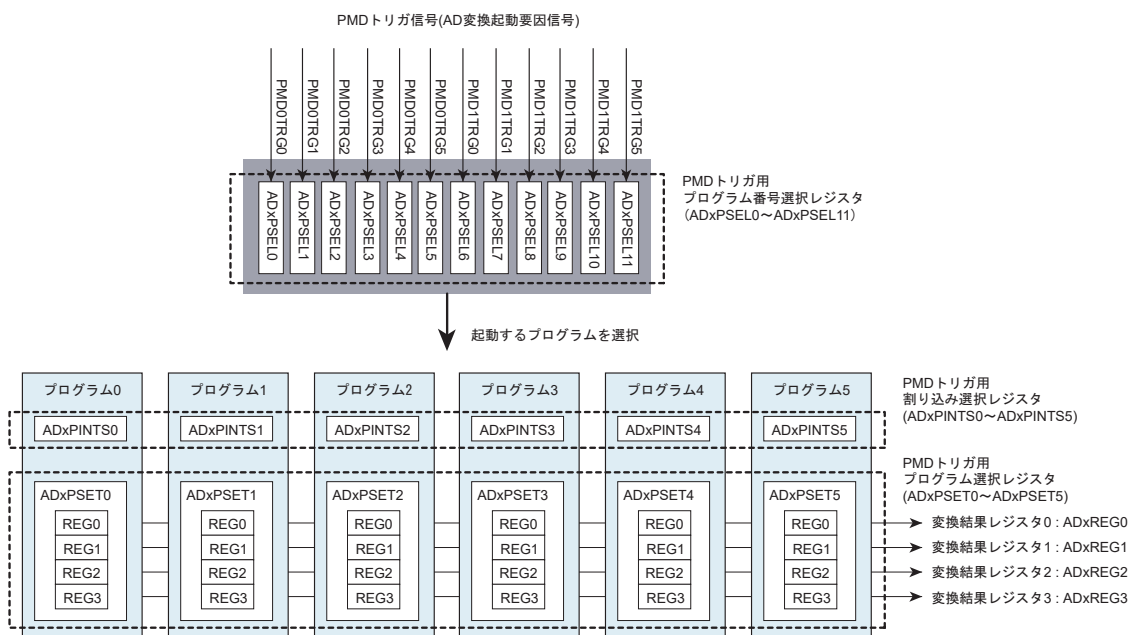 PMDトリガ信号(AD変換起動要因信号)
PMD0TRG0
PMD0TRG1
PMD0TRG2
PMD0TRG3
PMD0TRG4
PMD0TRG5
PMD1TRG0
PMD1TRG1
PMD1TRG2
PMD1TRG3
PMD1TRG4
PMD1TRG5
ADxPSEL0
ADxPSEL1
ADxPSEL2
ADxPSEL3
ADxPSEL4
ADxPSEL5
ADxPSEL6
ADxPSEL7
ADxPSEL8
ADxPSEL9
ADxPSEL10
ADxPSEL11
PMDトリガ用
プログラム番号選択レジスタ
(ADxPSEL0〜ADxPSEL11)
起動するプログラムを選択
プログラム0
プログラム1
プログラム2
プログラム3
プログラム4
プログラム5
PMDトリガ用
割り込み選択レジスタ
(ADxPINTS0〜ADxPINTS5)
ADxPINTS0
ADxPINTS1
ADxPINTS2
ADxPINTS3
ADxPINTS4
ADxPINTS5
PMDトリガ用
プログラム選択レジスタ
(ADxPSET0〜ADxPSET5)
ADxPSET0
ADxPSET1
ADxPSET2
ADxPSET3
ADxPSET4
ADxPSET5
REG0 REG0 REG0 REG0 REG0 REG0 変換結果レジスタ0 : ADxREG0
REG1 REG1 REG1 REG1 REG1 REG1 変換結果レジスタ1 : ADxREG1
REG2 REG2 REG2 REG2 REG2 REG2 変換結果レジスタ2 : ADxREG2
REG3 REG3 REG3 REG3 REG3 REG3 変換結果レジスタ3 : ADxREG3